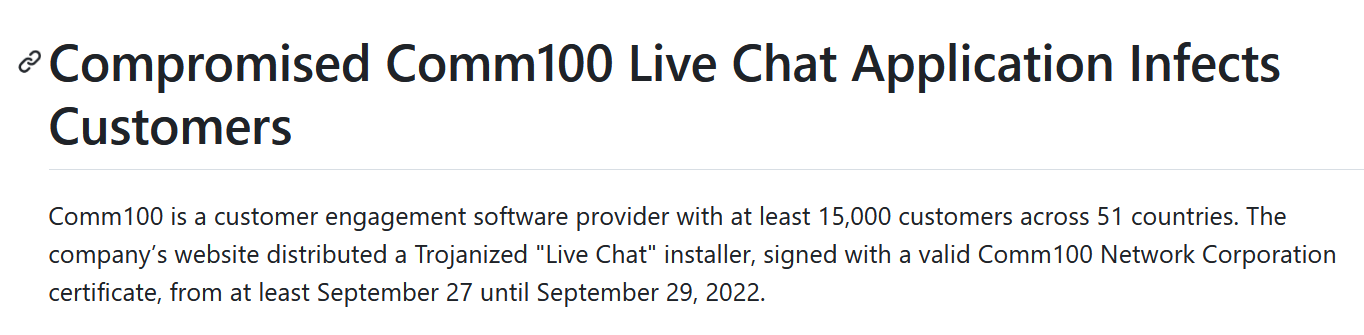 Compromised Comm100 Live Chat Application Infects
Customers
Comm100 is a customer engagement software provider with at least 15,000 customers across 51 countries. The
company’s website distributed a Trojanized "Live Chat" installer, signed with a valid Comm100 Network Corporation
certificate, from at least September 27 until September 29, 2022.